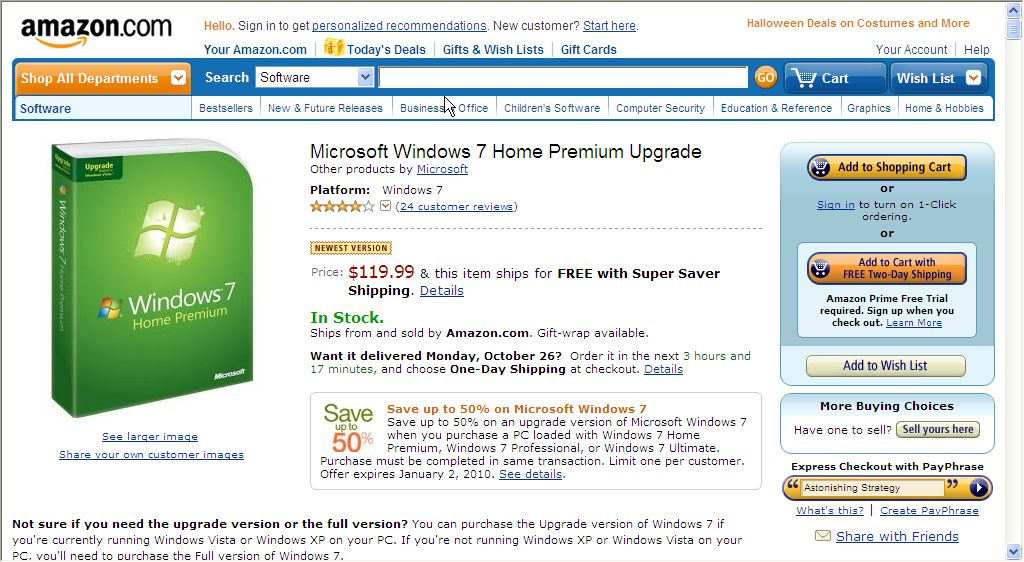 amazon.com
Hello. Sign in to get personalized recommendations. New customer? Start here.
Halloween Deals on Costumes and More
Your Amazon.com
Today's Deals
Gifts & Wish Lists
Gift Cards
Your Account
Help
Shop All Departments
Search
Software
GO
Cart
Wish List
Software
Bestsellers
New & Future Releases
Business Office
Children's Software
Computer Security
Education & Reference
Graphics
Home & Hobbies
Upgrade
Windows 7 Home Premium
Windows 7
Home Premium
Microsoft
See larger image
Share your own customer images
Microsoft Windows 7 Home Premium Upgrade
Other products by Microsoft
Platform: Windows 7
(24 customer reviews)
NEWEST VERSION
Price: $119.99 & this item ships for FREE with Super Saver
Shipping. Details
In Stock.
Ships from and sold by Amazon.com. Gift-wrap available.
Want it delivered Monday, October 26? Order it in the next 3 hours and
17 minutes, and choose One-Day Shipping at checkout. Details
Save
up to
50%
Save up to 50% on Microsoft Windows 7
Save up to 50% on an upgrade version of Microsoft Windows 7
when you purchase a PC loaded with Windows 7 Home
Premium, Windows 7 Professional, or Windows 7 Ultimate.
Purchase must be completed in same transaction. Limit one per customer.
Offer expires January 2, 2010. See details.
Add to Shopping Cart
or
Sign in to turn on 1-Click
ordering.
or
Add to Cart with
FREE Two-Day Shipping
Amazon Prime Free Trial
required. Sign up when you
check out. Learn More
Add to Wish List
More Buying Choices
Have one to sell? Sell yours here
Express Checkout with PayPhrase
“Astonishing Strategy”
What's this? | Create PayPhrase
Share with Friends
Not sure if you need the upgrade version or the full version? You can purchase the Upgrade version of Windows 7 if
you're currently running Windows Vista or Windows XP on your PC. If you're not running Windows XP or Windows Vista on your
PC, you'll need to purchase the Full version of Windows 7.